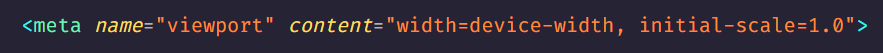 <meta name="viewport" content="width=device-width, initial-scale=1.0">